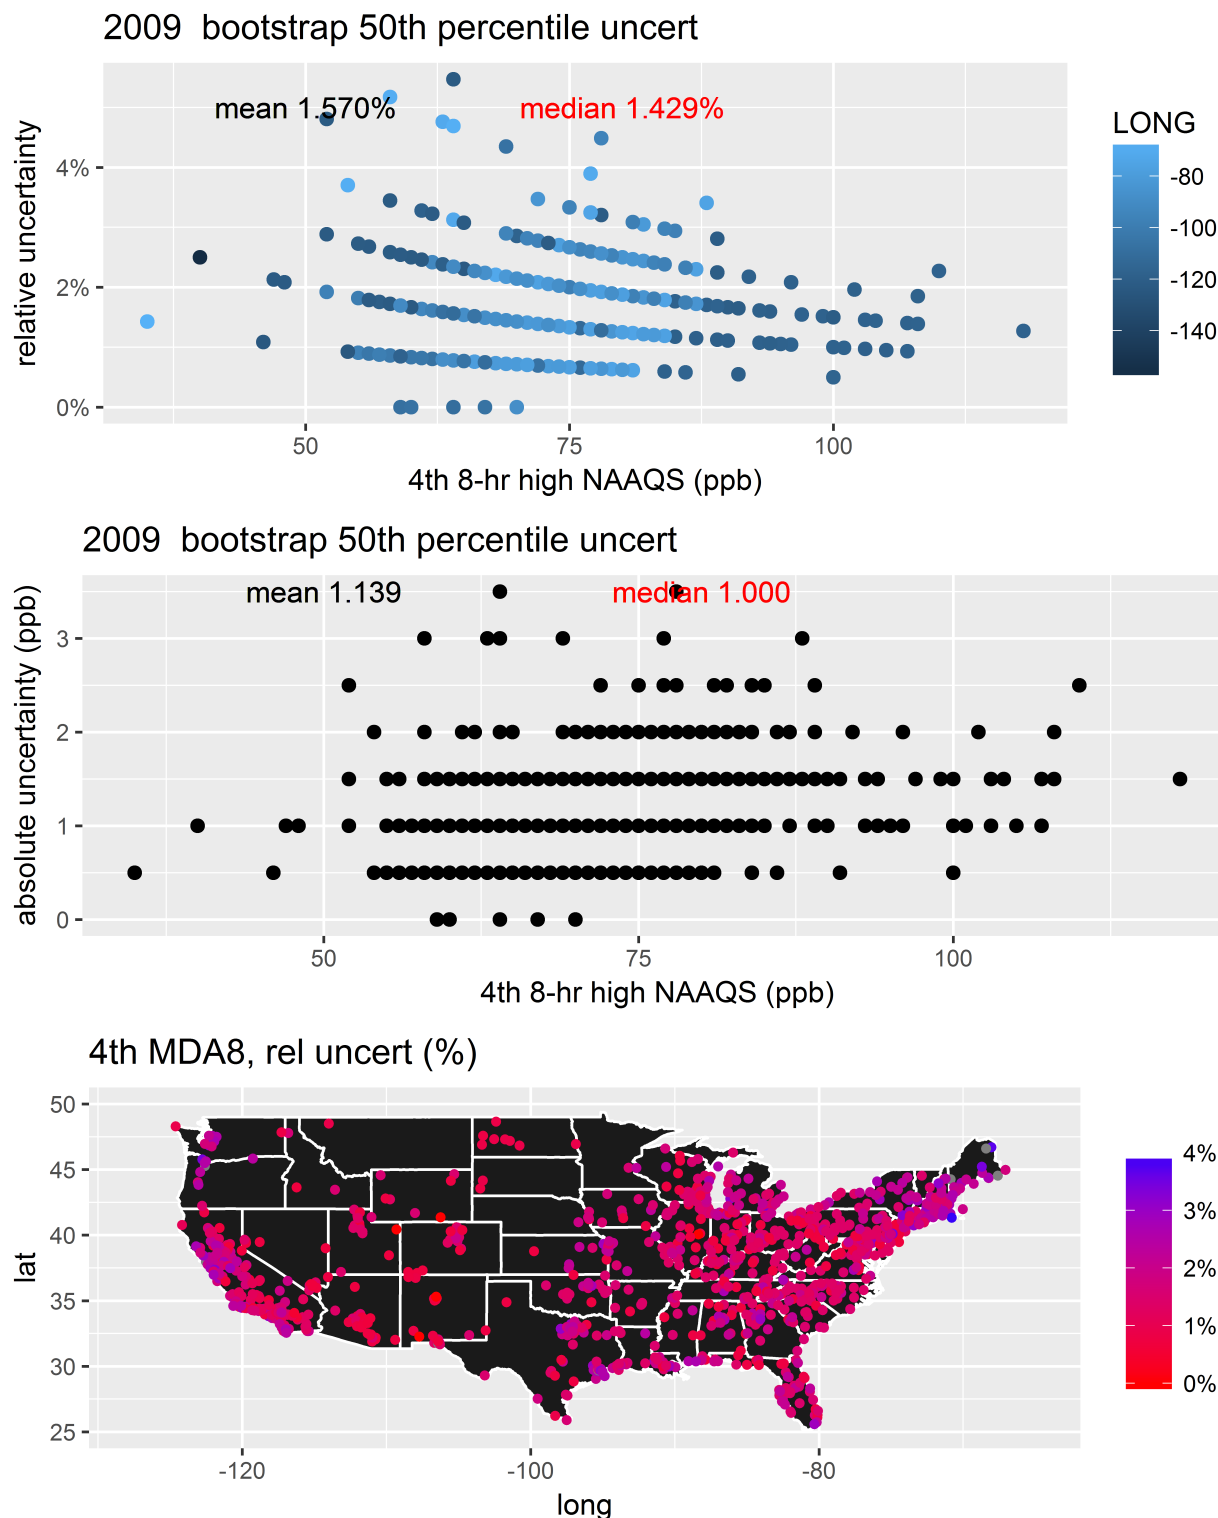 2009  bootstrap 50th percentile uncert
mean 1.570%
median 1.429%
relative uncertainty
4%
2%
0%
50
75
100
4th 8-hr high NAAQS (ppb)
LONG
-80
-100
-120
-140
2009  bootstrap 50th percentile uncert
mean 1.139
median 1.000
absolute uncertainty (ppb)
3
2
1
0
50
75
100
4th 8-hr high NAAQS (ppb)
4th MDA8, rel uncert (%)
lat
50
45
40
35
30
25
-120
-100
-80
long
4%
3%
2%
1%
0%